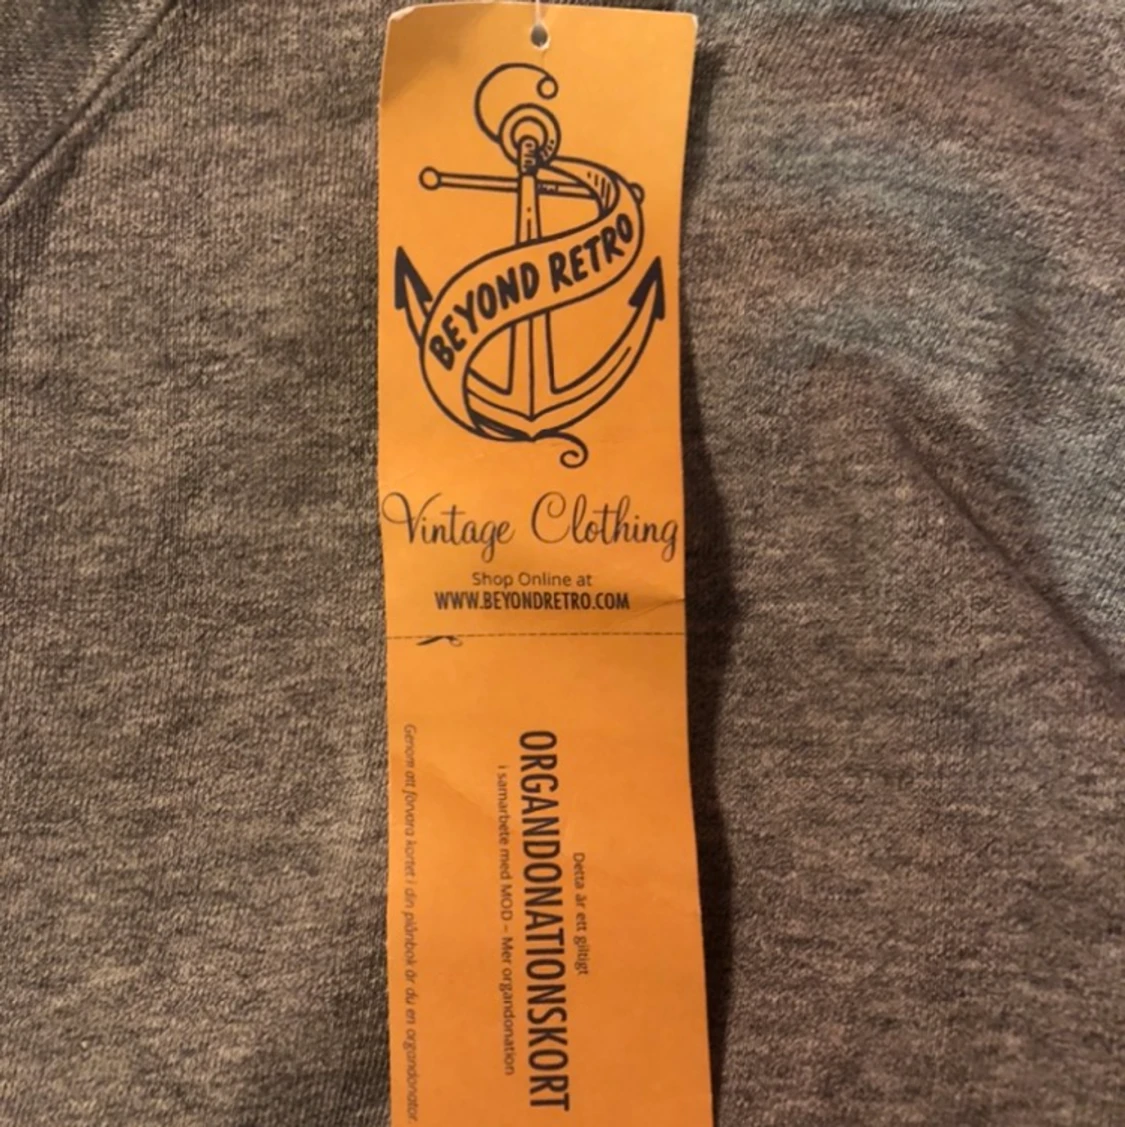 BEYOND RETRO
Vintage Clothing
Shop Online at
WWW.BEYONDRETRO.COM
Detta är ett giltigt
ORGANDONATIONSKORT
i samarbete med MOD – Mer organdonation
Genom att förvara kortet i din plånbok är du en organdonator.